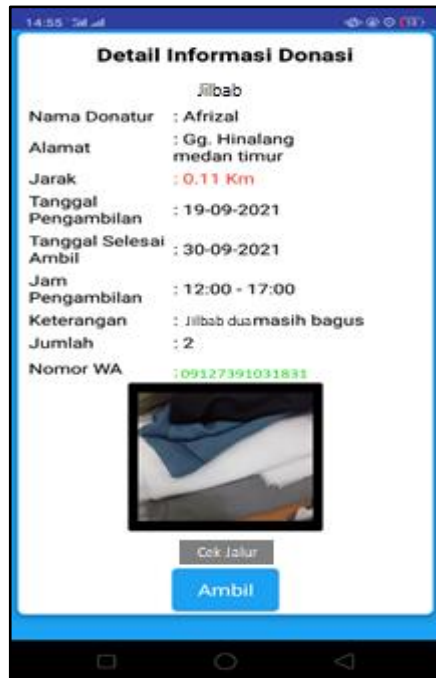 14:55
Detail Informasi Donasi
Jilbab
Nama Donatur : Afrizal
Alamat : Gg. Hinalang
medan timur
Jarak : 0.11 Km
Tanggal
Pengambilan : 19-09-2021
Tanggal Selesai
Ambil : 30-09-2021
Jam
Pengambilan : 12:00 - 17:00
Keterangan : Jilbab dua masih bagus
Jumlah : 2
Nomor WA : 09127391031831
Cek Jalur
Ambil